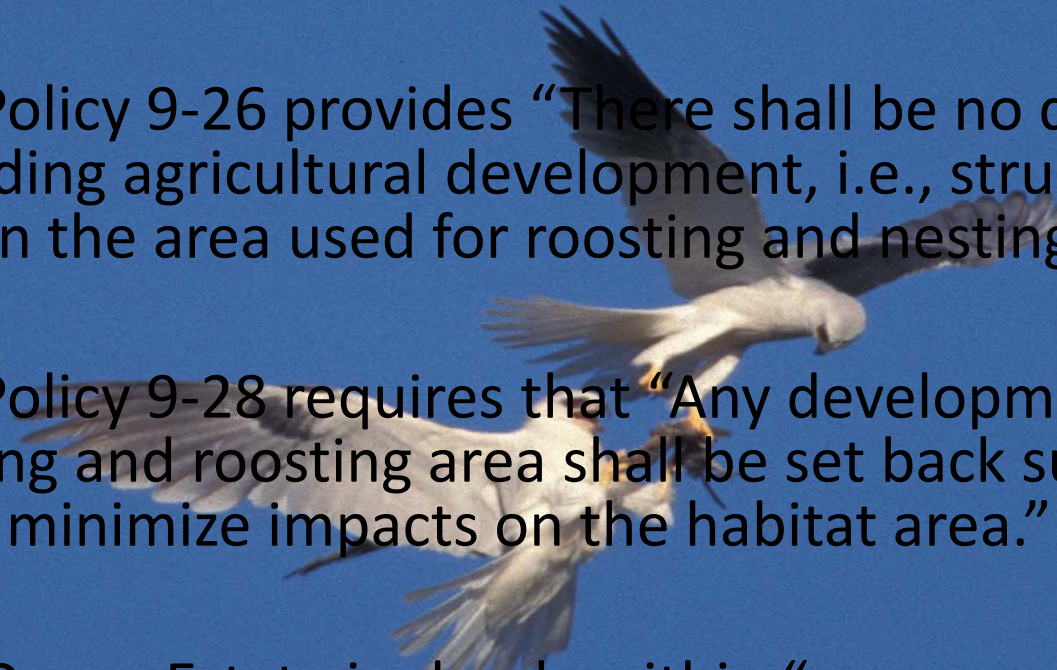 Policy 9-26 provides “There shall be no
ding agricultural development, i.e., stru
n the area used for roosting and nesting
Policy 9-28 requires that “Any developm
ng and roosting area shall be set back su
minimize impacts on the habitat area.”